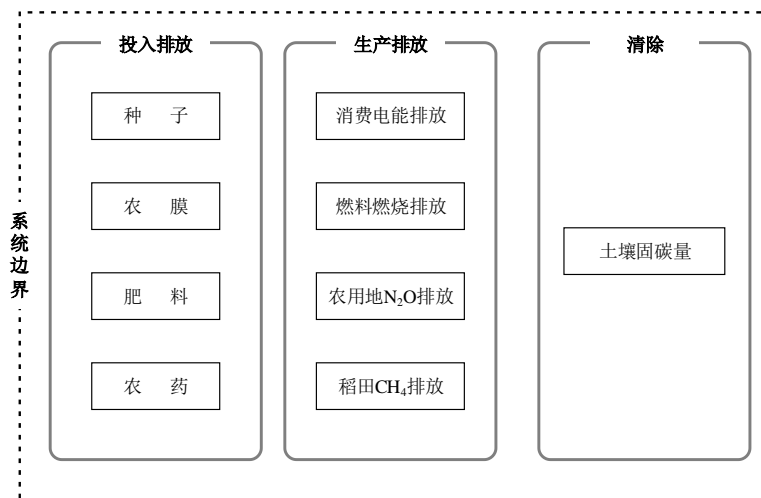 投入排放
种 子
农 膜
肥 料
农 药
生产排放
消费电能排放
燃料燃烧排放
农用地N₂O排放
稻田CH₄排放
清除
土壤固碳量
系统边界